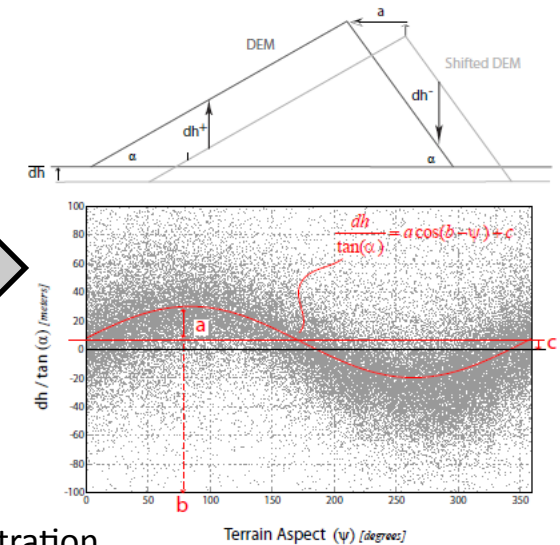 a
DEM
Shifted DEM
dh⁺
dh⁻
α
α
dh
100
80
60
40
20
0
-20
-40
-60
-80
-100
dh / tan (α) [meters]
dh/tan(α) = a cos(b-ψ)+c
a
c
0
50
100
150
200
250
300
350
b
Terrain Aspect (ψ) [degrees]
tration